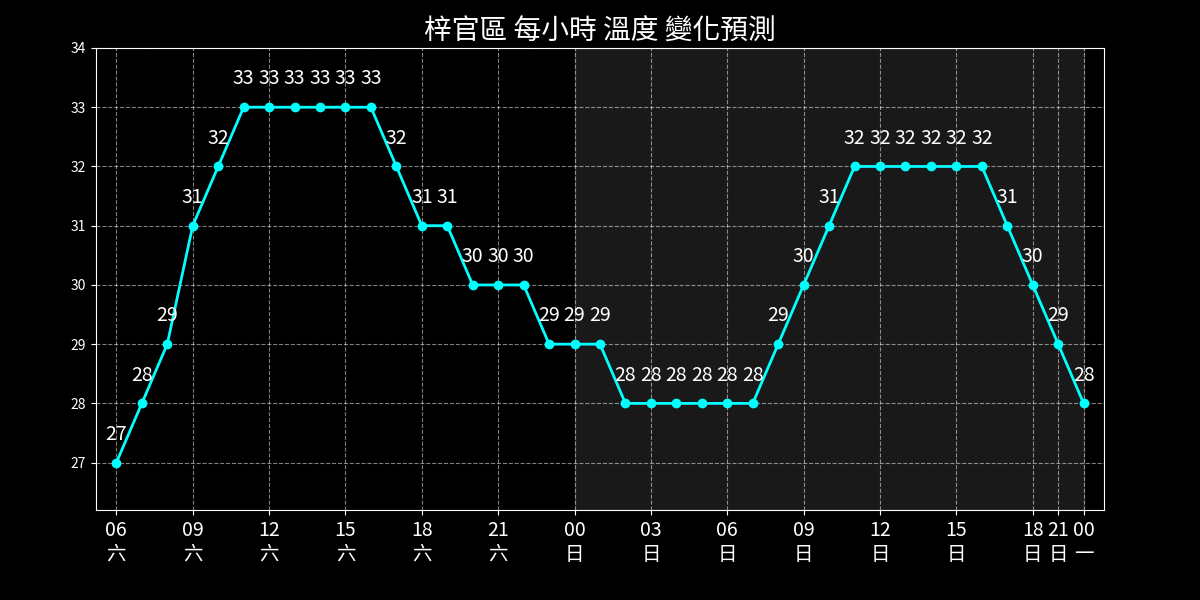 梓官區 每小時 溫度 變化預測
34
33 33 33 33 33 33
33
32 32 32 32 32 32 32 32
32
31 31 31 31 31 31
31
30 30 30 30 30
30
29 29 29 29 29 29
29
28 28 28 28 28 28 28 28
28
27
27
06 09 12 15 18 21 00 03 06 09 12 15 18 21 00
六 六 六 六 六 六 日 日 日 日 日 日 日 日 一